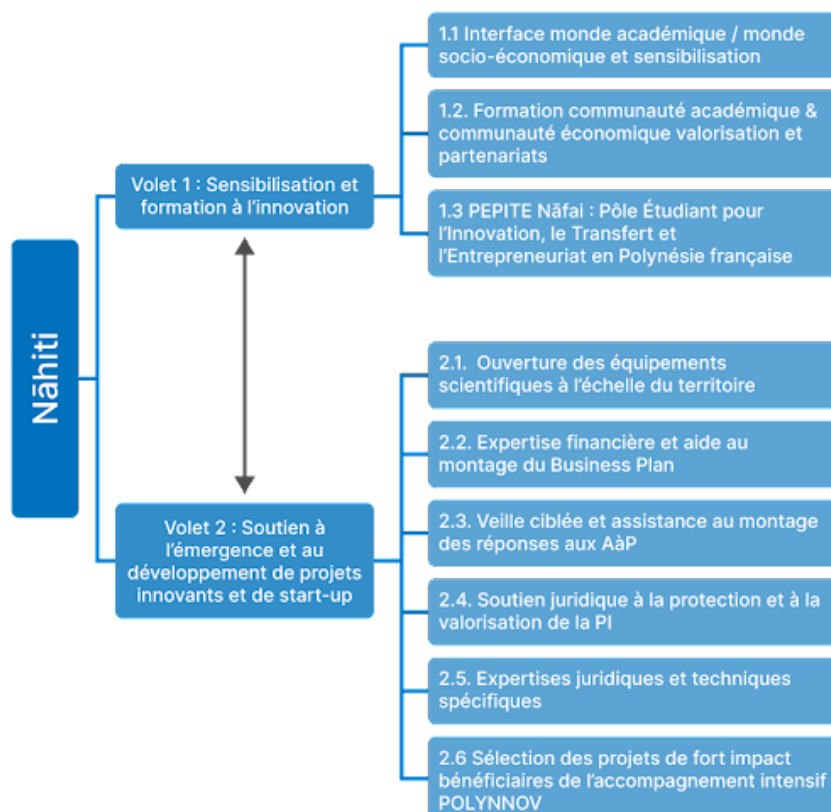 Nāhiti
Volet 1 : Sensibilisation et
formation à l'innovation
1.1 Interface monde académique / monde
socio-économique et sensibilisation
1.2. Formation communauté académique &
communauté économique valorisation et
partenariats
1.3 PEPITE Nāfai : Pôle Étudiant pour
l'Innovation, le Transfert et
l'Entrepreneuriat en Polynésie française
Volet 2 : Soutien à
l'émergence et au
développement de projets
innovants et de start-up
2.1. Ouverture des équipements
scientifiques à l'échelle du territoire
2.2. Expertise financière et aide au
montage du Business Plan
2.3. Veille ciblée et assistance au montage
des réponses aux AàP
2.4. Soutien juridique à la protection et à la
valorisation de la PI
2.5. Expertises juridiques et techniques
spécifiques
2.6 Sélection des projets de fort impact
bénéficiaires de l'accompagnement intensif
POLYNNOV